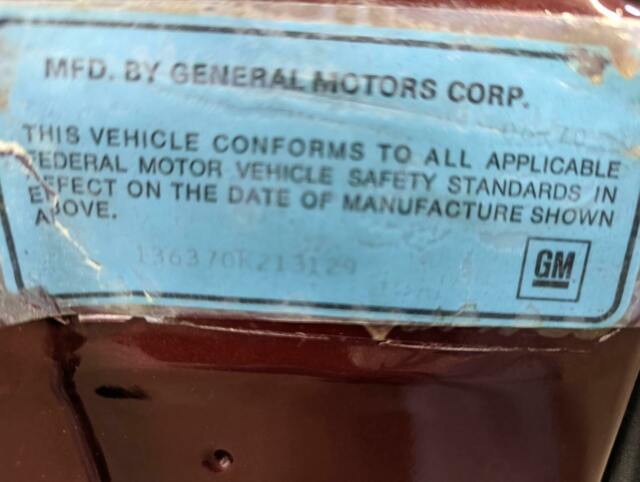 MFD. BY GENERAL MOTORS CORP.
THIS VEHICLE CONFORMS TO ALL APPLICABLE
FEDERAL MOTOR VEHICLE SAFETY STANDARDS IN
EFFECT ON THE DATE OF MANUFACTURE SHOWN
ABOVE.
136370K213129
GM